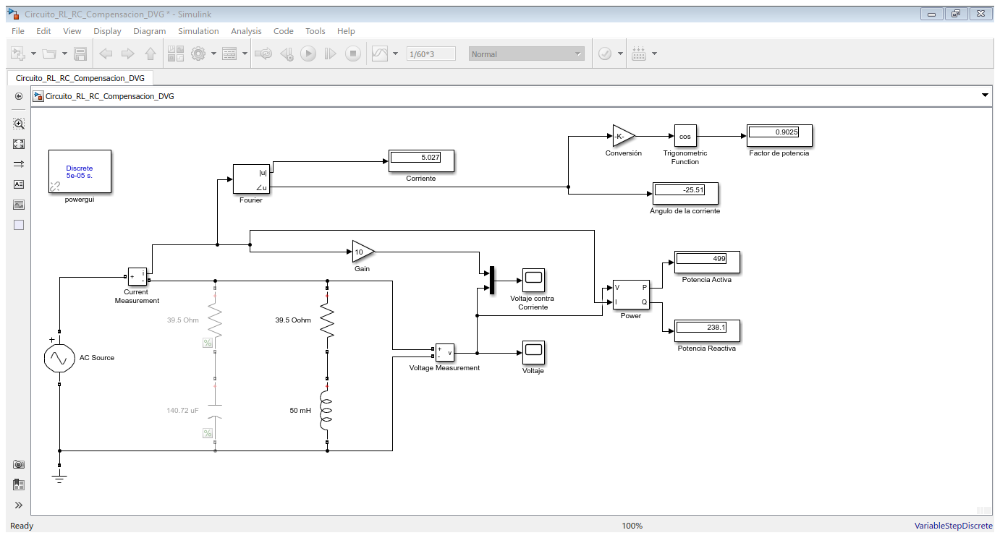 Circuito_RL_RC_Compensacion_DVG * - Simulink
File Edit View Display Diagram Simulation Analysis Code Tools Help
1/60*3
Normal
Circuito_RL_RC_Compensacion_DVG
Circuito_RL_RC_Compensacion_DVG
Discrete
5e-05 s.
powergui
|u|
∠u
Fourier
5.027
Corriente
-K-
Conversión
cos
Trigonometric
Function
0.9025
Factor de potencia
-25.51
Ángulo de la corriente
10
Gain
+
i
-
Current
Measurement
39.5 Ohm
%
140.72 uF
%
39.5 Oohm
50 mH
+
AC Source
+
-
v
Voltage Measurement
Voltaje contra
Corriente
Voltaje
V
I
P
Q
Power
499
Potencia Activa
238.1
Potencia Reactiva
Ready
100%
VariableStepDiscrete